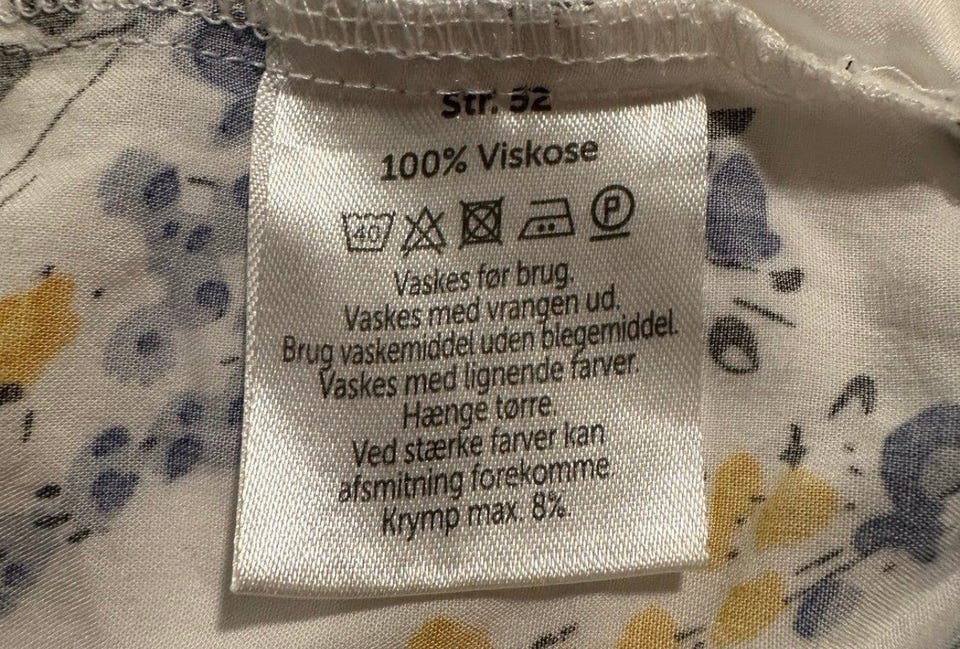 Str. 52
100% Viskose
40 P
Vaskes før brug.
Vaskes med vrangen ud.
Brug vaskemiddel uden blegemiddel.
Vaskes med lignende farver.
Hænge tørre.
Ved stærke farver kan
afsmitning forekomme
Krymp max. 8%.